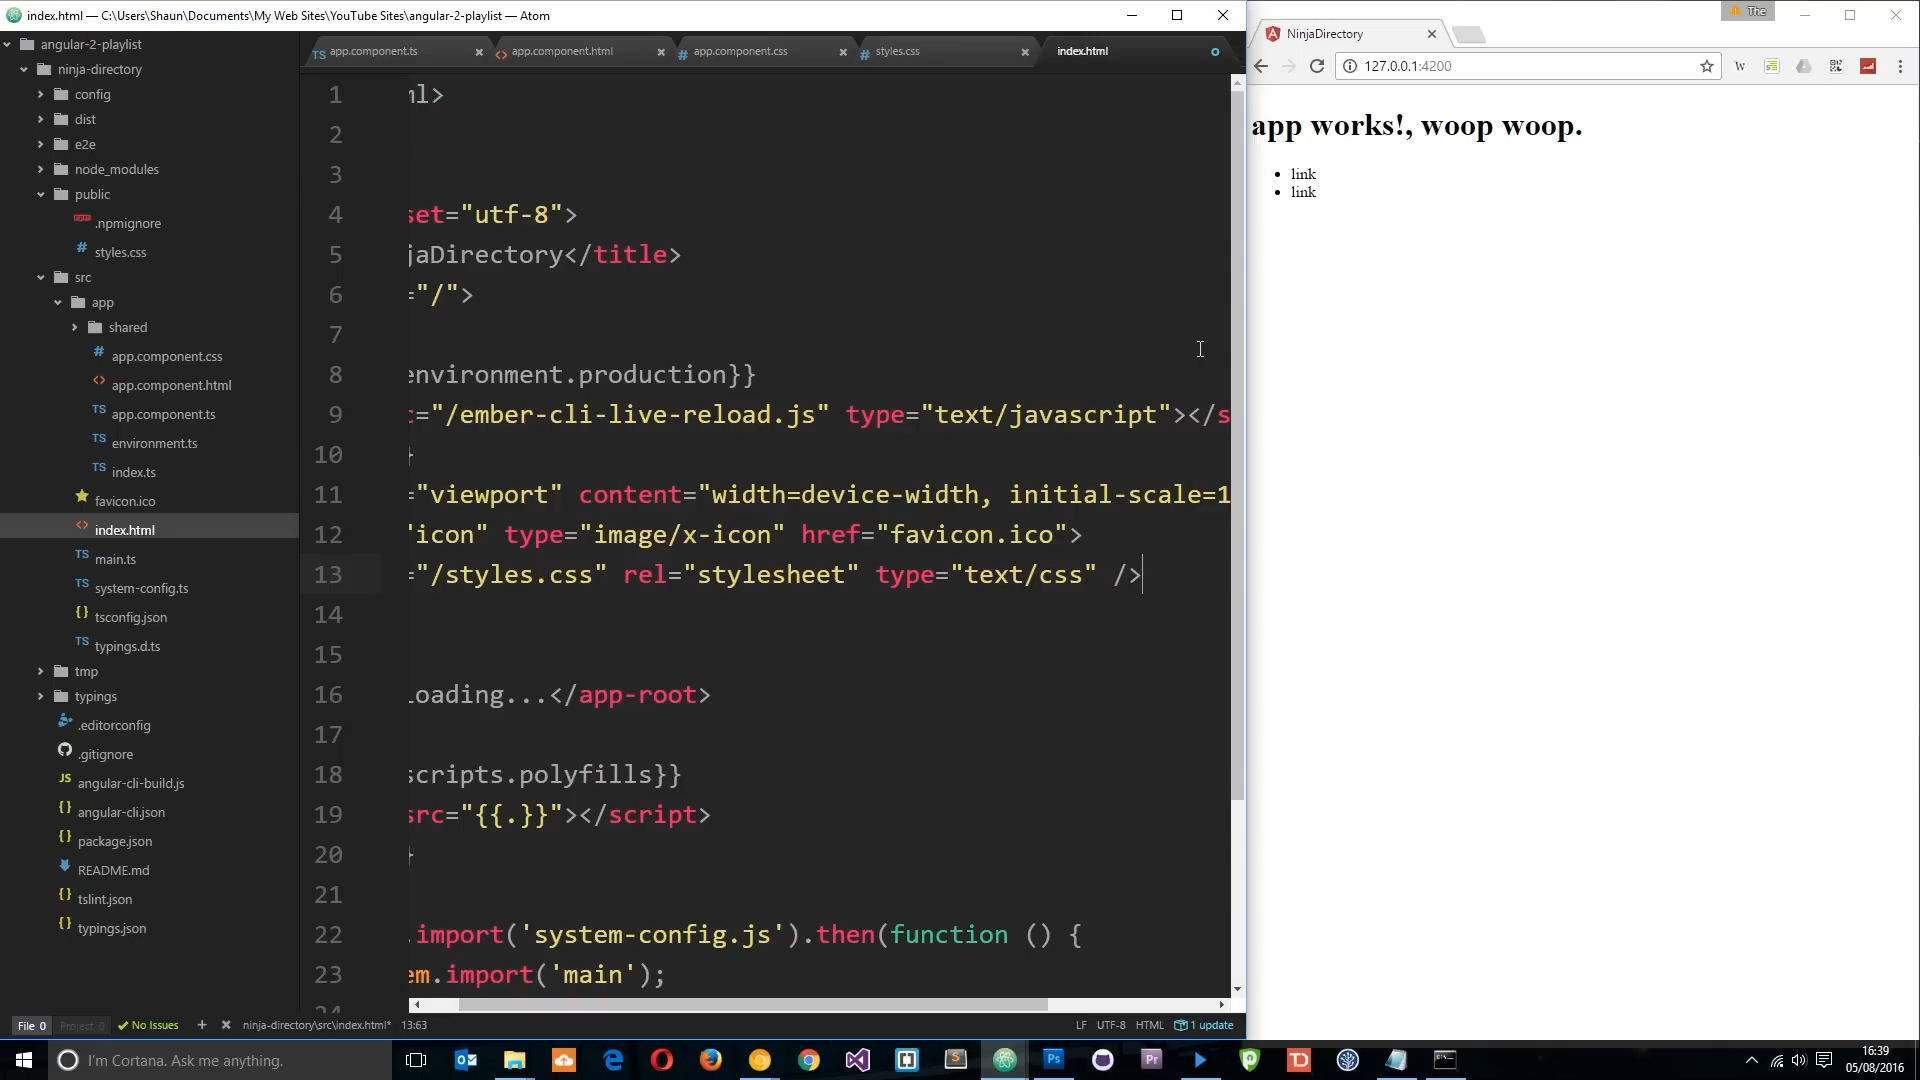 index.html — C:\Users\Shaun\Documents\My Web Sites\YouTube Sites\angular-2-playlist — Atom
angular-2-playlist
ninja-directory
config
dist
e2e
node_modules
public
.npmignore
styles.css
src
app
shared
app.component.css
app.component.html
app.component.ts
environment.ts
index.ts
favicon.ico
index.html
main.ts
system-config.ts
tsconfig.json
typings.d.ts
tmp
typings
.editorconfig
.gitignore
angular-cli-build.js
angular-cli.json
package.json
README.md
tslint.json
typings.json
app.component.ts
app.component.html
app.component.css
styles.css
index.html
1 ml>
2
3
4 set="utf-8">
5 jaDirectory</title>
6 ="/">
7
8 environment.production}}
9 c="/ember-cli-live-reload.js" type="text/javascript"></s
10 }
11 ="viewport" content="width=device-width, initial-scale=1
12 "icon" type="image/x-icon" href="favicon.ico">
13 ="/styles.css" rel="stylesheet" type="text/css" />
14
15
16 Loading...</app-root>
17
18 scripts.polyfills}}
19 src="{{.}}"></script>
20 }
21
22 .import('system-config.js').then(function () {
23 em.import('main');
24
File 0 Project 0 No Issues ninja-directory\src\index.html* 13:63 LF UTF-8 HTML 1 update
The
NinjaDirectory
127.0.0.1:4200
app works!, woop woop.
link
link
I'm Cortana. Ask me anything.
16:39
05/08/2016